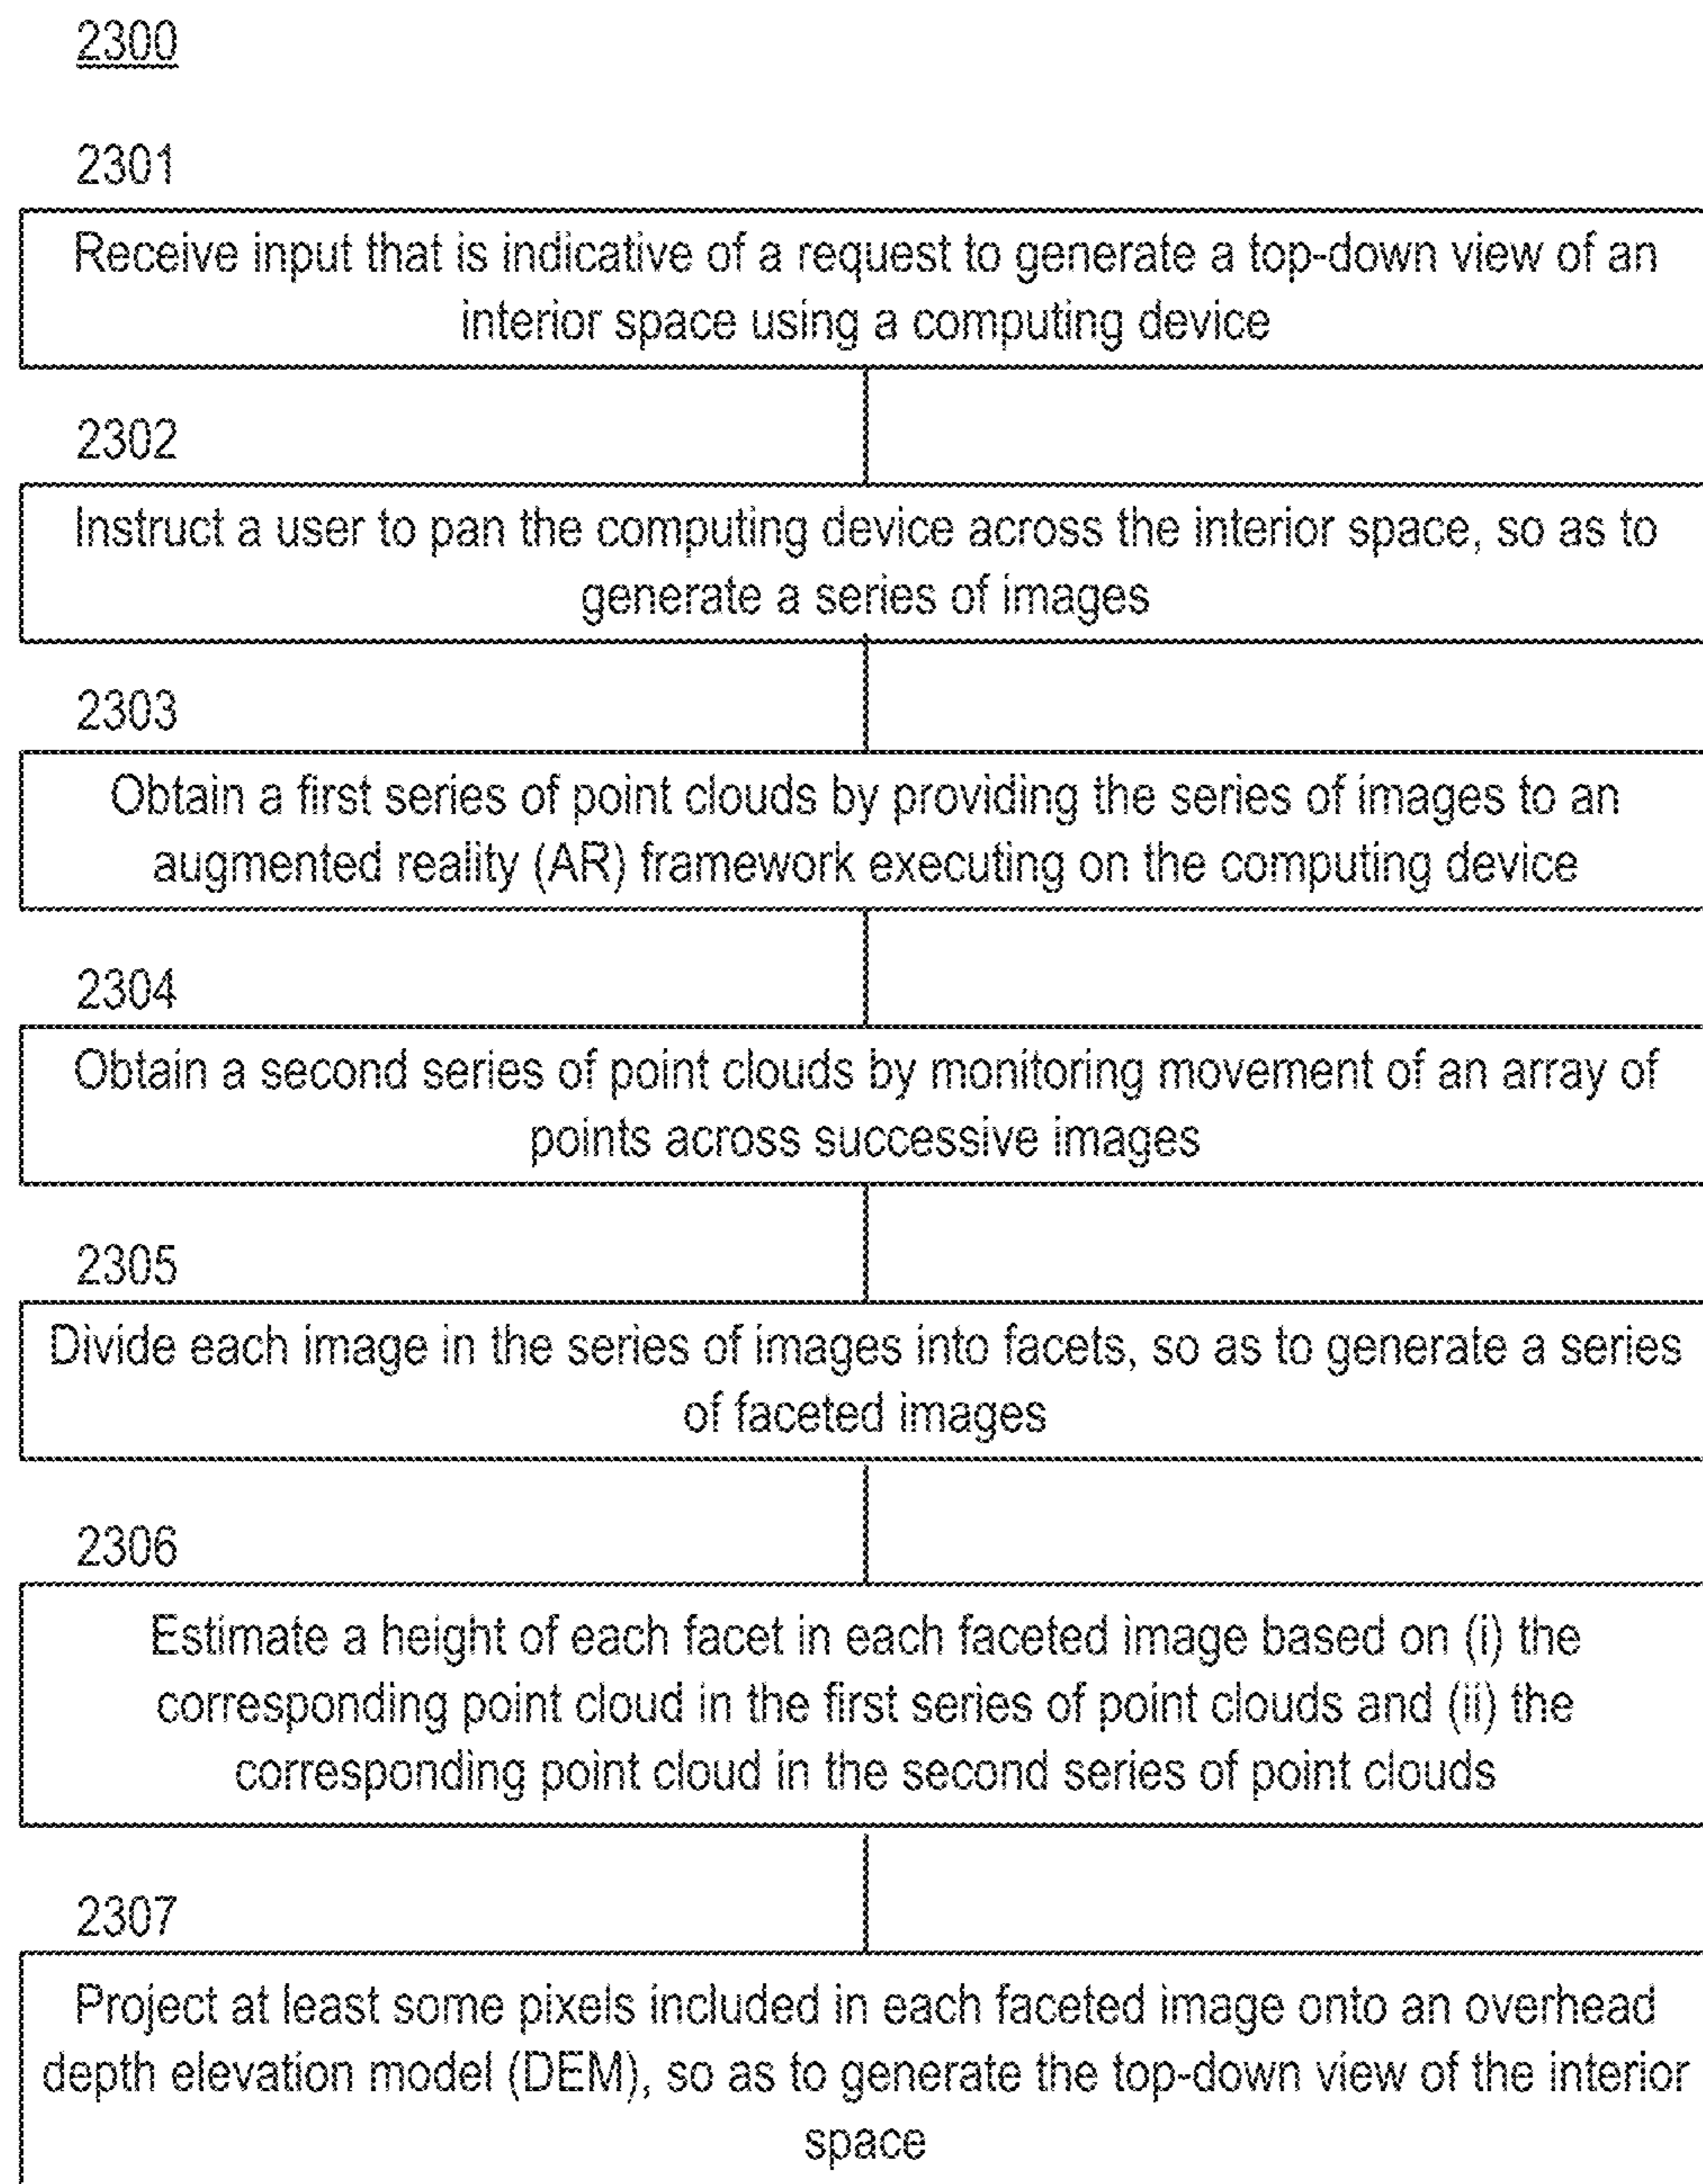 2300
2301
Receive input that is indicative of a request to generate a top-down view of an
interior space using a computing device
2302
Instruct a user to pan the computing device across the interior space, so as to
generate a series of images
2303
Obtain a first series of point clouds by providing the series of images to an
augmented reality (AR) framework executing on the computing device
2304
Obtain a second series of point clouds by monitoring movement of an array of
points across successive images
2305
Divide each image in the series of images into facets, so as to generate a series
of faceted images
2306
Estimate a height of each facet in each faceted image based on (i) the
corresponding point cloud in the first series of point clouds and (ii) the
corresponding point cloud in the second series of point clouds
2307
Project at least some pixels included in each faceted image onto an overhead
depth elevation model (DEM), so as to generate the top-down view of the interior
space